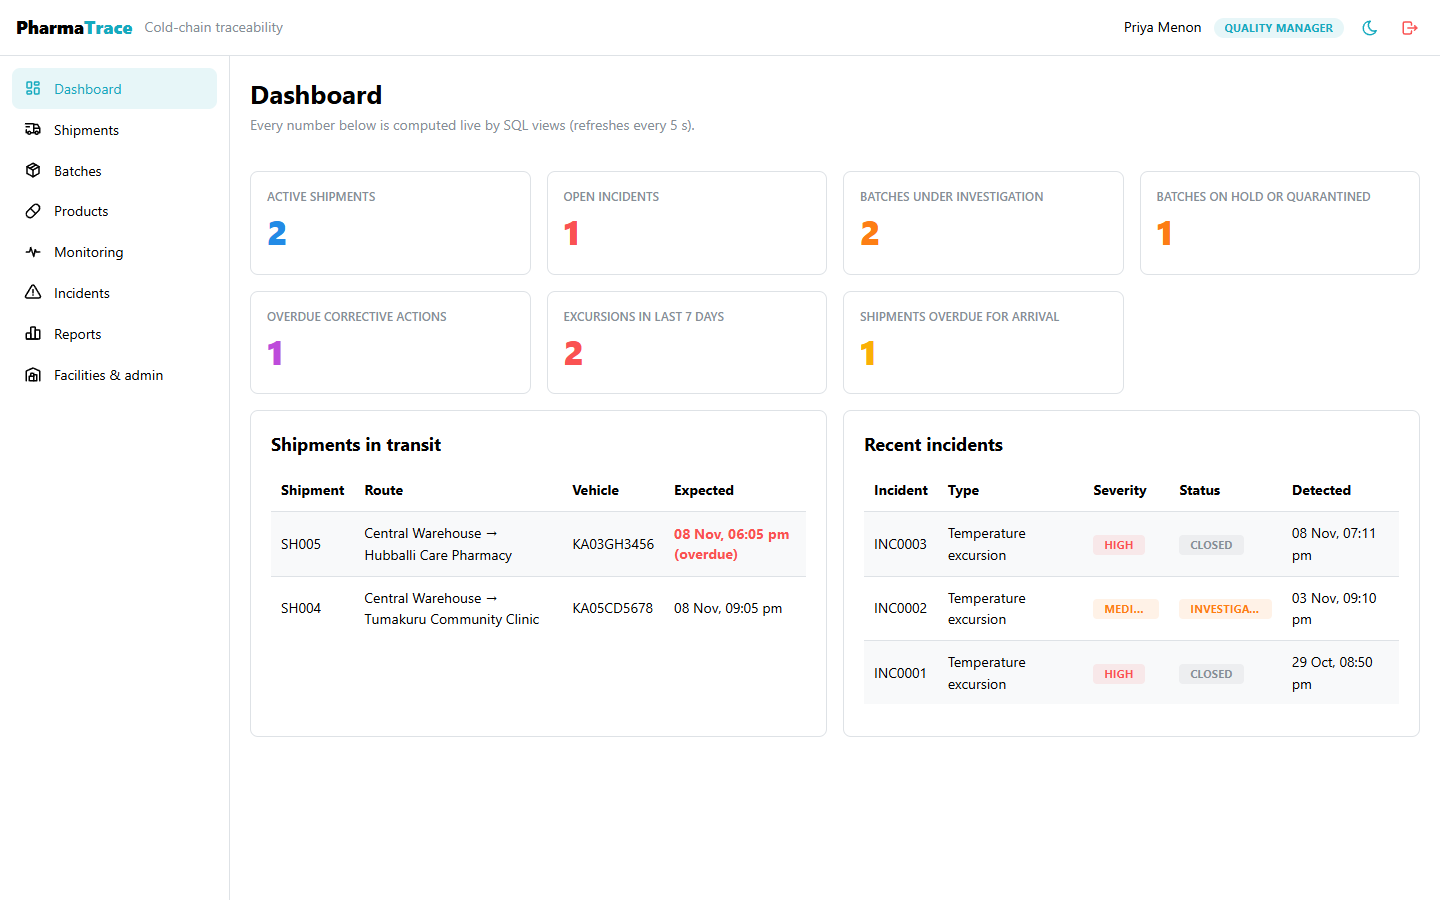 PharmaTrace Cold-chain traceability
Priya Menon QUALITY MANAGER
Dashboard
Shipments
Batches
Products
Monitoring
Incidents
Reports
Facilities & admin
Dashboard
Every number below is computed live by SQL views (refreshes every 5 s).
ACTIVE SHIPMENTS
2
OPEN INCIDENTS
1
BATCHES UNDER INVESTIGATION
2
BATCHES ON HOLD OR QUARANTINED
1
OVERDUE CORRECTIVE ACTIONS
1
EXCURSIONS IN LAST 7 DAYS
2
SHIPMENTS OVERDUE FOR ARRIVAL
1
Shipments in transit
Shipment Route Vehicle Expected
SH005 Central Warehouse → Hubballi Care Pharmacy KA03GH3456 08 Nov, 06:05 pm (overdue)
SH004 Central Warehouse → Tumakuru Community Clinic KA05CD5678 08 Nov, 09:05 pm
Recent incidents
Incident Type Severity Status Detected
INC0003 Temperature excursion HIGH CLOSED 08 Nov, 07:11 pm
INC0002 Temperature excursion MEDI... INVESTIGA... 03 Nov, 09:10 pm
INC0001 Temperature excursion HIGH CLOSED 29 Oct, 08:50 pm